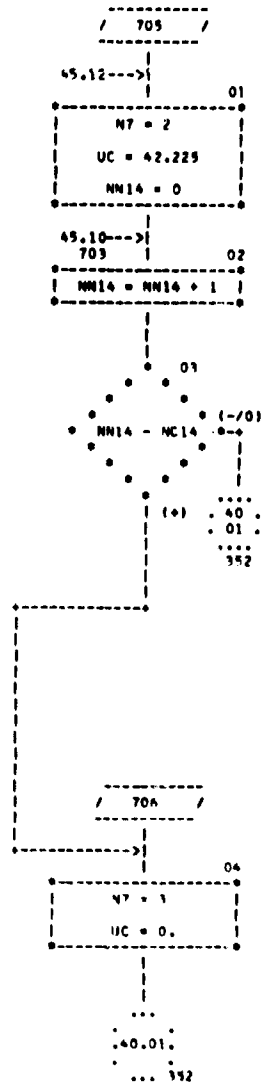 / 705 /
45.12--->
01
N7 = 2
UC = 42.225
NN14 = 0
45.10--->
703 02
NN14 = NN14 + 1
03
(-/0)
NN14 - NC14
(+)
40
01
352
/ 706 /
04
N7 = 3
UC = 0.
.40.01.
352